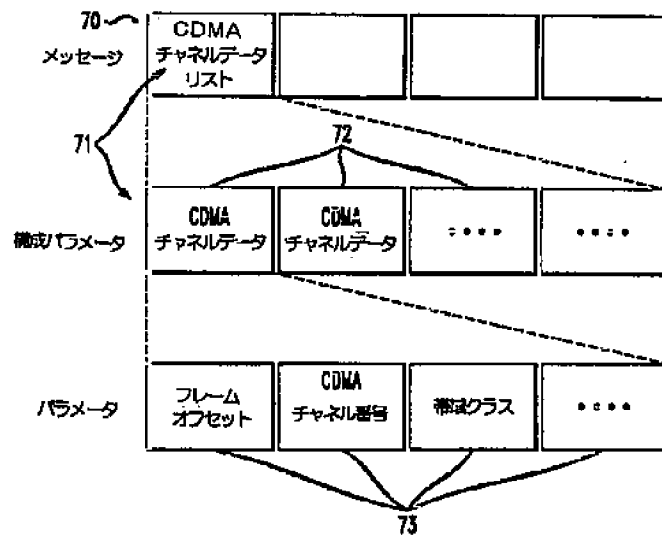 70
メッセージ
CDMA
チャネルデータ
リスト
71
72
構成パラメータ
CDMA
チャネルデータ
CDMA
チャネルデータ
パラメータ
フレーム
オフセット
CDMA
チャネル番号
帯域クラス
73